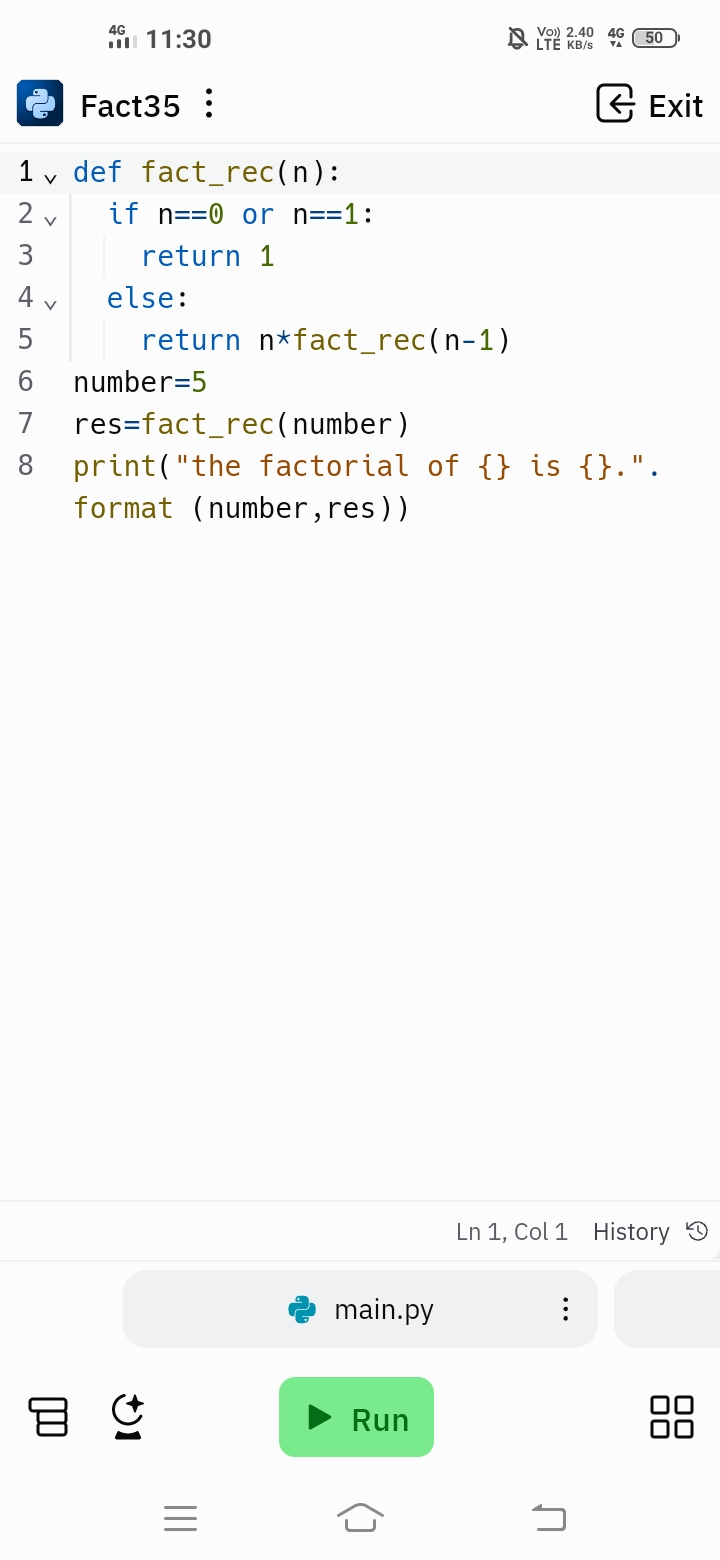 4G 11:30 Vo)) LTE 2.40 KB/s 4G 50
Fact35 Exit
1 def fact_rec(n):
2   if n==0 or n==1:
3     return 1
4   else:
5     return n*fact_rec(n-1)
6 number=5
7 res=fact_rec(number)
8 print("the factorial of {} is {}.".
format (number,res))
Ln 1, Col 1 History
main.py
Run